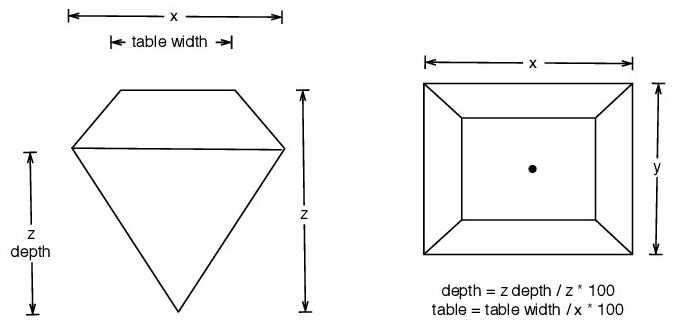 x
table width
z
depth
z
x
y
depth = z depth / z * 100
table = table width / x * 100